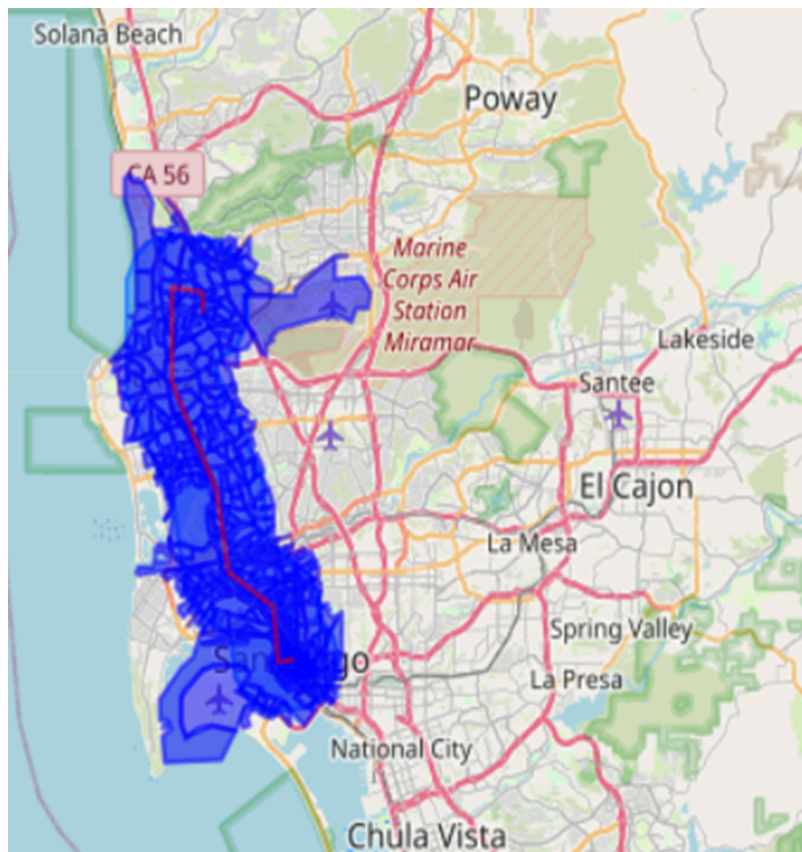 Solana Beach
Poway
CA 56
Marine
Corps Air
Station
Miramar
Lakeside
Santee
El Cajon
La Mesa
Spring Valley
La Presa
National City
Chula Vista